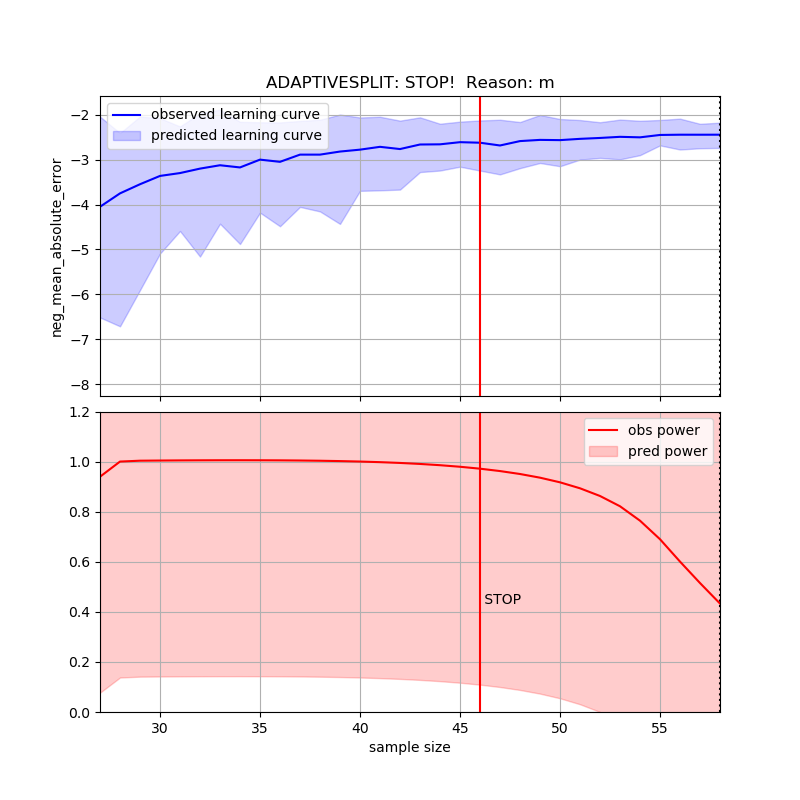 ADAPTIVESPLIT: STOP!  Reason: m
observed learning curve
predicted learning curve
neg_mean_absolute_error
−2
−3
−4
−5
−6
−7
−8
obs power
pred power
STOP
1.2
1.0
0.8
0.6
0.4
0.2
0.0
30 35 40 45 50 55
sample size